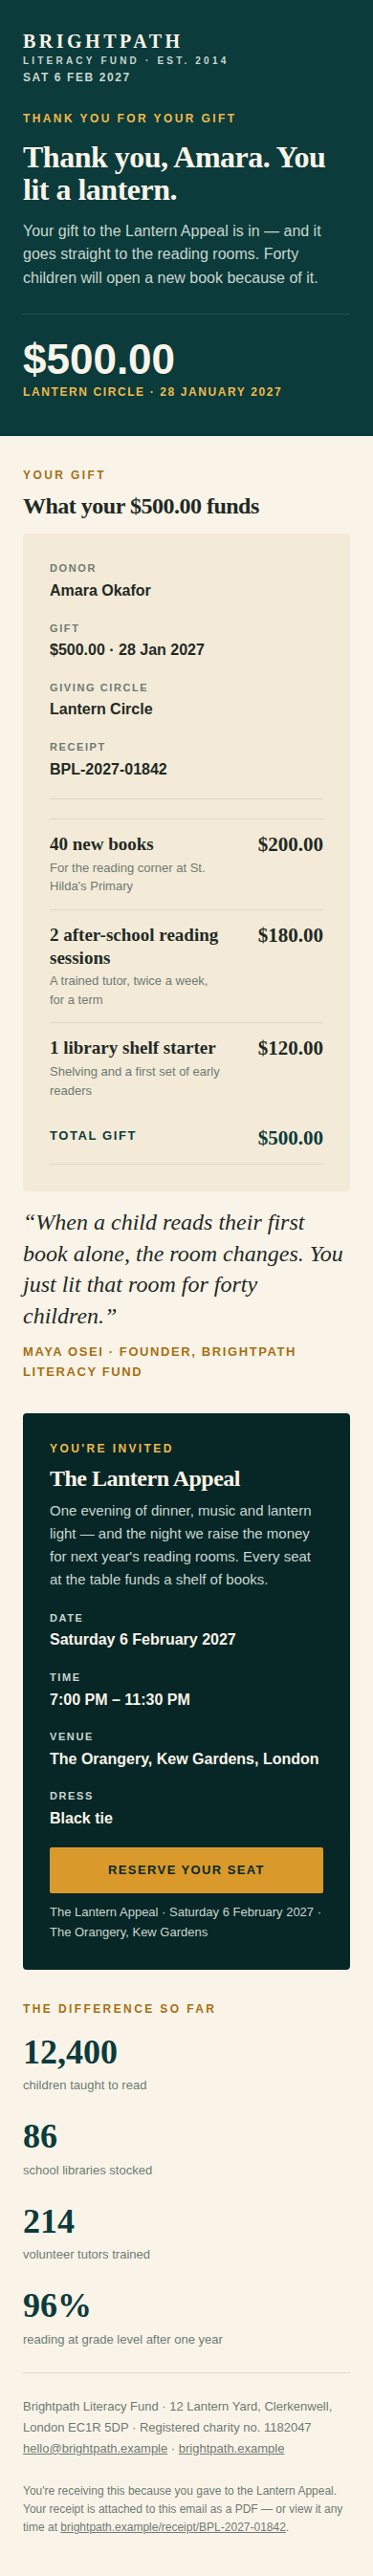 BRIGHTPATH
LITERACY FUND · EST. 2014
SAT 6 FEB 2027
THANK YOU FOR YOUR GIFT
Thank you, Amara. You
lit a lantern.
Your gift to the Lantern Appeal is in — and it
goes straight to the reading rooms. Forty
children will open a new book because of it.
$500.00
LANTERN CIRCLE · 28 JANUARY 2027
YOUR GIFT
What your $500.00 funds
DONOR
Amara Okafor
GIFT
$500.00 · 28 Jan 2027
GIVING CIRCLE
Lantern Circle
RECEIPT
BPL-2027-01842
40 new books $200.00
For the reading corner at St.
Hilda's Primary
2 after-school reading $180.00
sessions
A trained tutor, twice a week,
for a term
1 library shelf starter $120.00
Shelving and a first set of early
readers
TOTAL GIFT $500.00
“When a child reads their first
book alone, the room changes. You
just lit that room for forty
children.”
MAYA OSEI · FOUNDER, BRIGHTPATH
LITERACY FUND
YOU'RE INVITED
The Lantern Appeal
One evening of dinner, music and lantern
light — and the night we raise the money
for next year's reading rooms. Every seat
at the table funds a shelf of books.
DATE
Saturday 6 February 2027
TIME
7:00 PM – 11:30 PM
VENUE
The Orangery, Kew Gardens, London
DRESS
Black tie
RESERVE YOUR SEAT
The Lantern Appeal · Saturday 6 February 2027 ·
The Orangery, Kew Gardens
THE DIFFERENCE SO FAR
12,400
children taught to read
86
school libraries stocked
214
volunteer tutors trained
96%
reading at grade level after one year
Brightpath Literacy Fund · 12 Lantern Yard, Clerkenwell,
London EC1R 5DP · Registered charity no. 1182047
hello@brightpath.example · brightpath.example
You're receiving this because you gave to the Lantern Appeal.
Your receipt is attached to this email as a PDF — or view it any
time at brightpath.example/receipt/BPL-2027-01842.